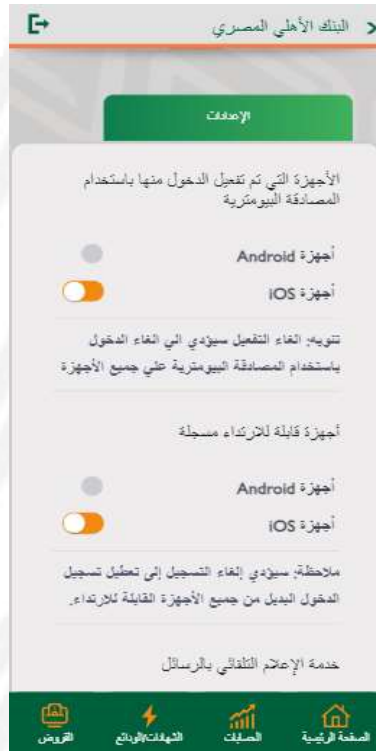 البنك الأهلي المصري
الإعدادات
الأجهزة التي تم تفعيل الدخول منها باستخدام
المصادقة البيومترية
أجهزة Android
أجهزة iOS
تنويه: الغاء التفعيل سيؤدي الي الغاء الدخول
باستخدام المصادقة البيومترية علي جميع الأجهزة
أجهزة قابلة للارتداء مسجلة
أجهزة Android
أجهزة iOS
ملاحظة: سيؤدي إلغاء التسجيل إلى تعطيل تسجيل
الدخول البديل من جميع الأجهزة القابلة للارتداء.
خدمة الإعلام التلقائي بالرسائل
الصفحة الرئيسية
الحسابات
الشهادات/الودائع
القروض